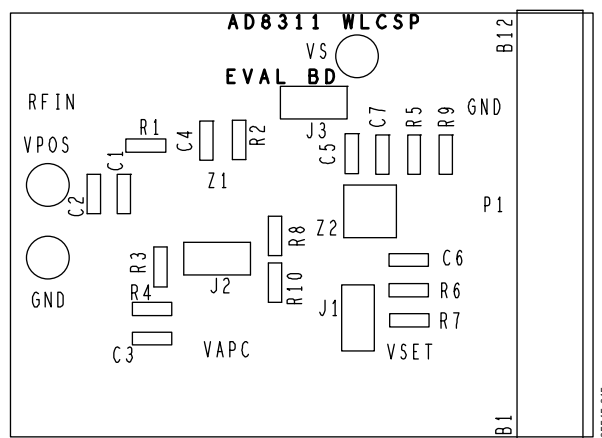 AD8311 WLCSP
VS
EVAL BD
B12
RFIN
J3
GND
VPOS
R1
C4
R2
C7
R5
R9
C1
C5
Z1
C2
Z2
P1
R8
R3
J2
R10
C6
GND
R4
J1
R6
R7
C3
VAPC
VSET
B1